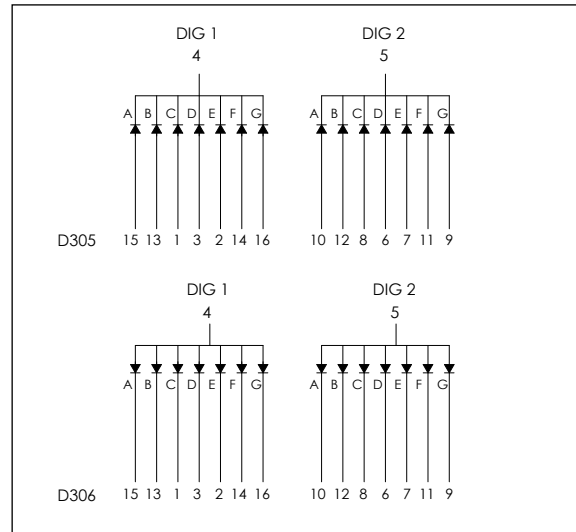 DIG 1 DIG 2
4 5
A B C D E F G A B C D E F G
D305 15 13 1 3 2 14 16 10 12 8 6 7 11 9
DIG 1 DIG 2
4 5
A B C D E F G A B C D E F G
D306 15 13 1 3 2 14 16 10 12 8 6 7 11 9